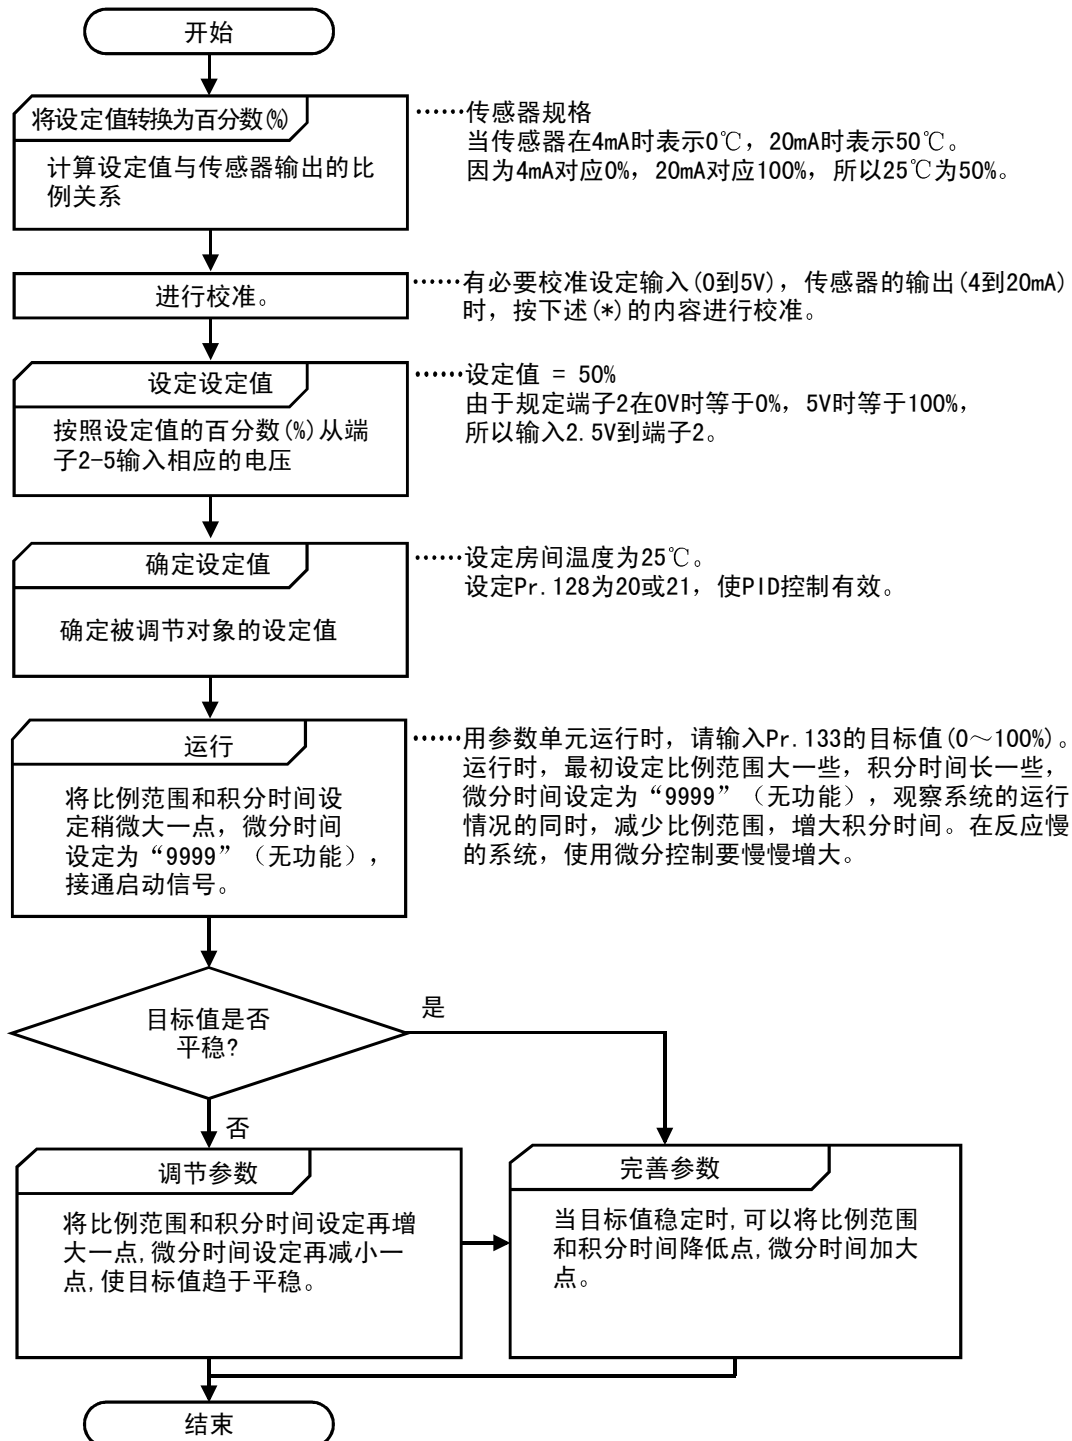 开始
将设定值转换为百分数(%)
计算设定值与传感器输出的比
例关系
……传感器规格
当传感器在4mA时表示0℃，20mA时表示50℃。
因为4mA对应0%，20mA对应100%，所以25℃为50%。
进行校准。
……有必要校准设定输入(0到5V)，传感器的输出(4到20mA)
时，按下述(*)的内容进行校准。
设定设定值
按照设定值的百分数(%)从端
子2-5输入相应的电压
……设定值 = 50%
由于规定端子2在0V时等于0%，5V时等于100%，
所以输入2.5V到端子2。
确定设定值
确定被调节对象的设定值
……设定房间温度为25℃。
设定Pr.128为20或21，使PID控制有效。
运行
将比例范围和积分时间设
定稍微大一点，微分时间
设定为“9999”（无功能），
接通启动信号。
……用参数单元运行时，请输入Pr.133的目标值(0～100%)。
运行时，最初设定比例范围大一些，积分时间长一些，
微分时间设定为“9999”（无功能），观察系统的运行
情况的同时，减少比例范围，增大积分时间。在反应慢
的系统，使用微分控制要慢慢增大。
目标值是否
平稳?
是
否
调节参数
将比例范围和积分时间设定再增
大一点,微分时间设定再减小一
点,使目标值趋于平稳。
完善参数
当目标值稳定时,可以将比例范围
和积分时间降低点,微分时间加大
点。
结束